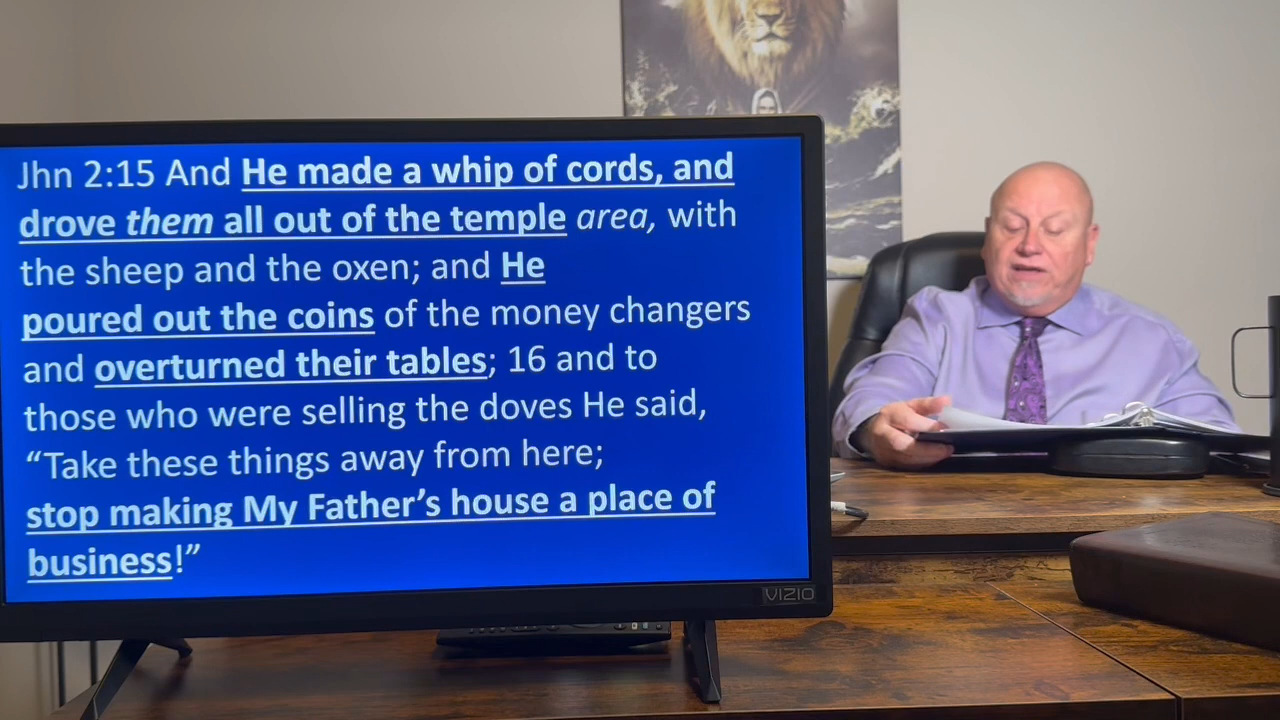 Jhn 2:15 And He made a whip of cords, and
drove them all out of the temple area, with
the sheep and the oxen; and He
poured out the coins of the money changers
and overturned their tables; 16 and to
those who were selling the doves He said,
“Take these things away from here;
stop making My Father’s house a place of
business!”
VIZIO